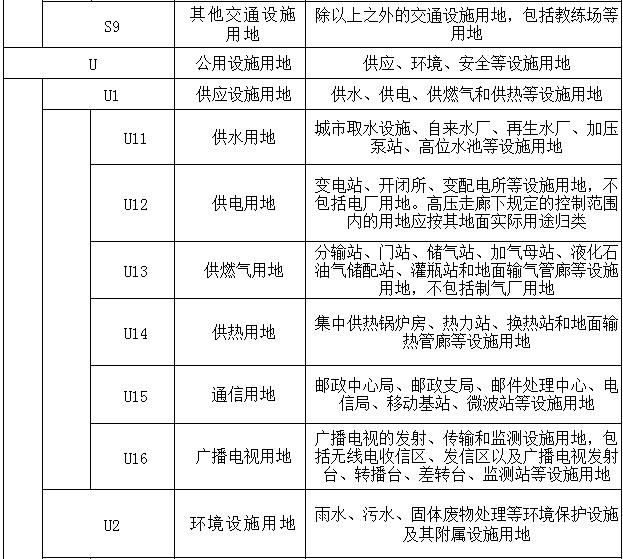 S9
其他交通设施
用地
除以上之外的交通设施用地，包括教练场等
用地
U
公用设施用地
供应、环境、安全等设施用地
U1
供应设施用地
供水、供电、供燃气和供热等设施用地
U11
供水用地
城市取水设施、自来水厂、再生水厂、加压
泵站、高位水池等设施用地
U12
供电用地
变电站、开闭所、变配电所等设施用地，不
包括电厂用地。高压走廊下规定的控制范围
内的用地应按其地面实际用途归类
U13
供燃气用地
分输站、门站、储气站、加气母站、液化石
油气储配站、灌瓶站和地面输气管廊等设施
用地，不包括制气厂用地
U14
供热用地
集中供热锅炉房、热力站、换热站和地面输
热管廊等设施用地
U15
通信用地
邮政中心局、邮政支局、邮件处理中心、电
信局、移动基站、微波站等设施用地
U16
广播电视用地
广播电视的发射、传输和监测设施用地，包
括无线电收信区、发信区以及广播电视发射
台、转播台、差转台、监测站等设施用地
U2
环境设施用地
雨水、污水、固体废物处理等环境保护设施
及其附属设施用地